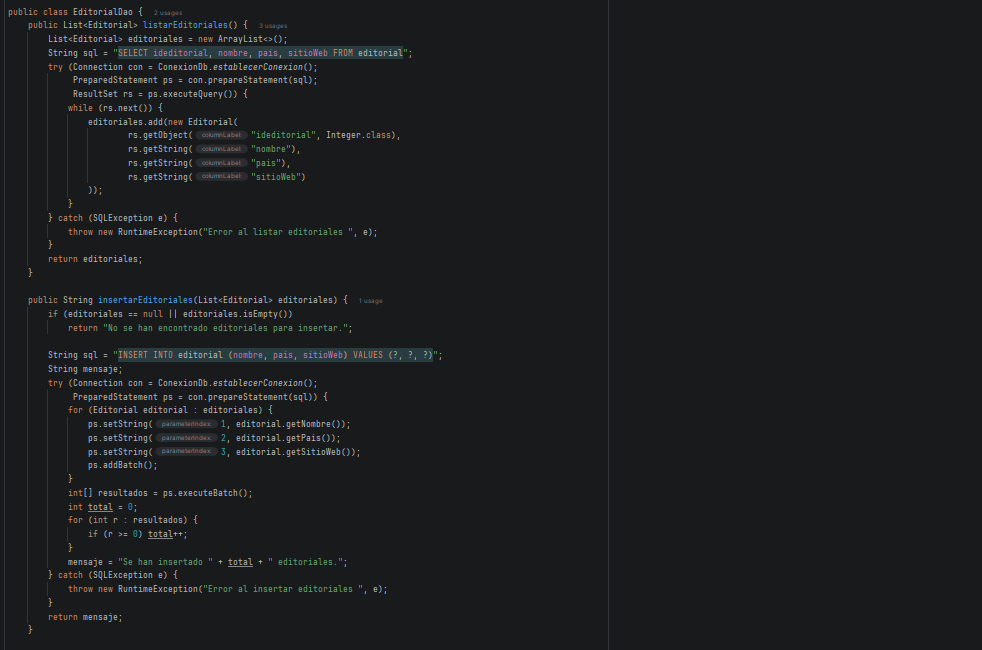 public class EditorialDao { 2 usages
public List<Editorial> listarEditoriales() { 3 usages
List<Editorial> editoriales = new ArrayList<>();
String sql = "SELECT ideditorial, nombre, pais, sitioWeb FROM editorial";
try (Connection con = ConexionDb.establecerConexion();
PreparedStatement ps = con.prepareStatement(sql);
ResultSet rs = ps.executeQuery()) {
while (rs.next()) {
editoriales.add(new Editorial(
rs.getObject( columnLabel: "ideditorial", Integer.class),
rs.getString( columnLabel: "nombre"),
rs.getString( columnLabel: "pais"),
rs.getString( columnLabel: "sitioWeb")
));
}
} catch (SQLException e) {
throw new RuntimeException("Error al listar editoriales ", e);
}
return editoriales;
}
public String insertarEditoriales(List<Editorial> editoriales) { 1 usage
if (editoriales == null || editoriales.isEmpty())
return "No se han encontrado editoriales para insertar.";
String sql = "INSERT INTO editorial (nombre, pais, sitioWeb) VALUES (?, ?, ?)";
String mensaje;
try (Connection con = ConexionDb.establecerConexion();
PreparedStatement ps = con.prepareStatement(sql)) {
for (Editorial editorial : editoriales) {
ps.setString( parameterIndex: 1, editorial.getNombre());
ps.setString( parameterIndex: 2, editorial.getPais());
ps.setString( parameterIndex: 3, editorial.getSitioWeb());
ps.addBatch();
}
int[] resultados = ps.executeBatch();
int total = 0;
for (int r : resultados) {
if (r >= 0) total++;
}
mensaje = "Se han insertado " + total + " editoriales.";
} catch (SQLException e) {
throw new RuntimeException("Error al insertar editoriales ", e);
}
return mensaje;
}